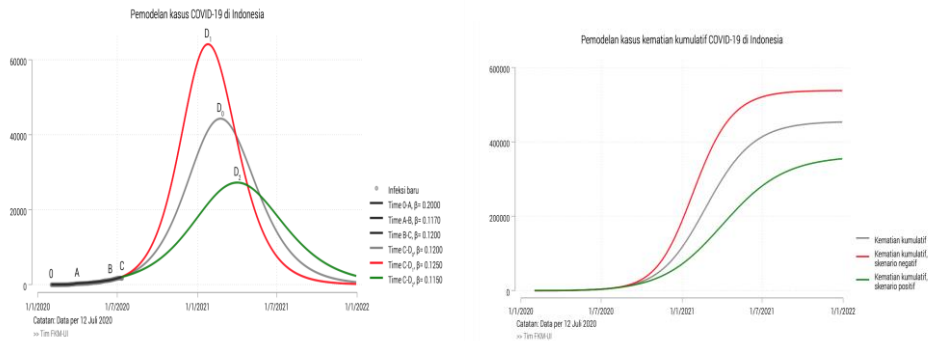 Pemodelan kasus COVID-19 di Indonesia
D₁
60000
D₀
40000
D₂
20000
0
A
B
C
0
1/1/2020
1/7/2020
1/1/2021
1/7/2021
1/1/2022
Infeksi baru
Time 0-A, β= 0.2000
Time A-B, β= 0.1170
Time B-C, β= 0.1200
Time C-D₀, β= 0.1200
Time C-D₁, β= 0.1250
Time C-D₂, β= 0.1150
Catatan: Data per 12 Juli 2020
>> Tim FKM-UI
Pemodelan kasus kematian kumulatif COVID-19 di Indonesia
600000
400000
200000
0
1/1/2020
1/7/2020
1/1/2021
1/7/2021
1/1/2022
Kematian kumulatif
Kematian kumulatif,
skenario negatif
Kematian kumulatif,
skenario positif
Catatan: Data per 12 Juli 2020
>> Tim FKM-UI